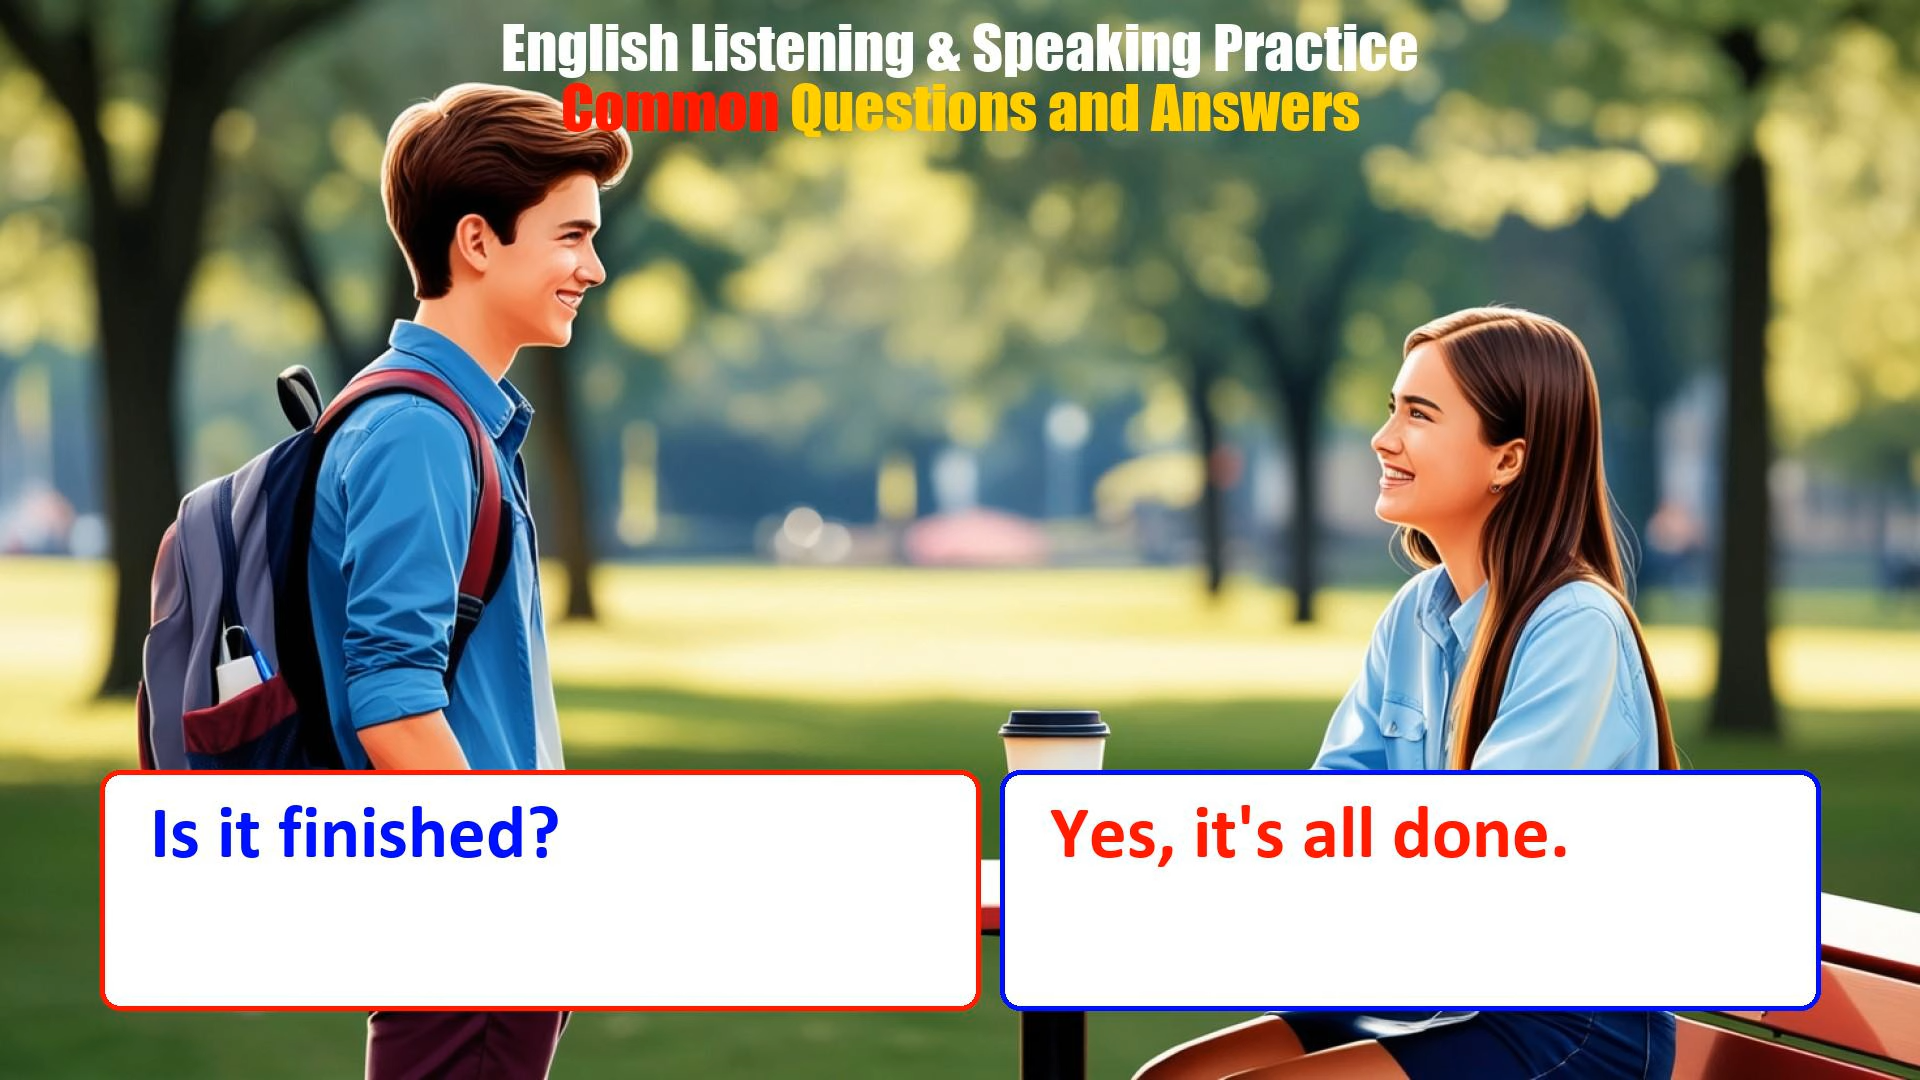 English Listening & Speaking Practice
Common Questions and Answers
Is it finished?
Yes, it's all done.